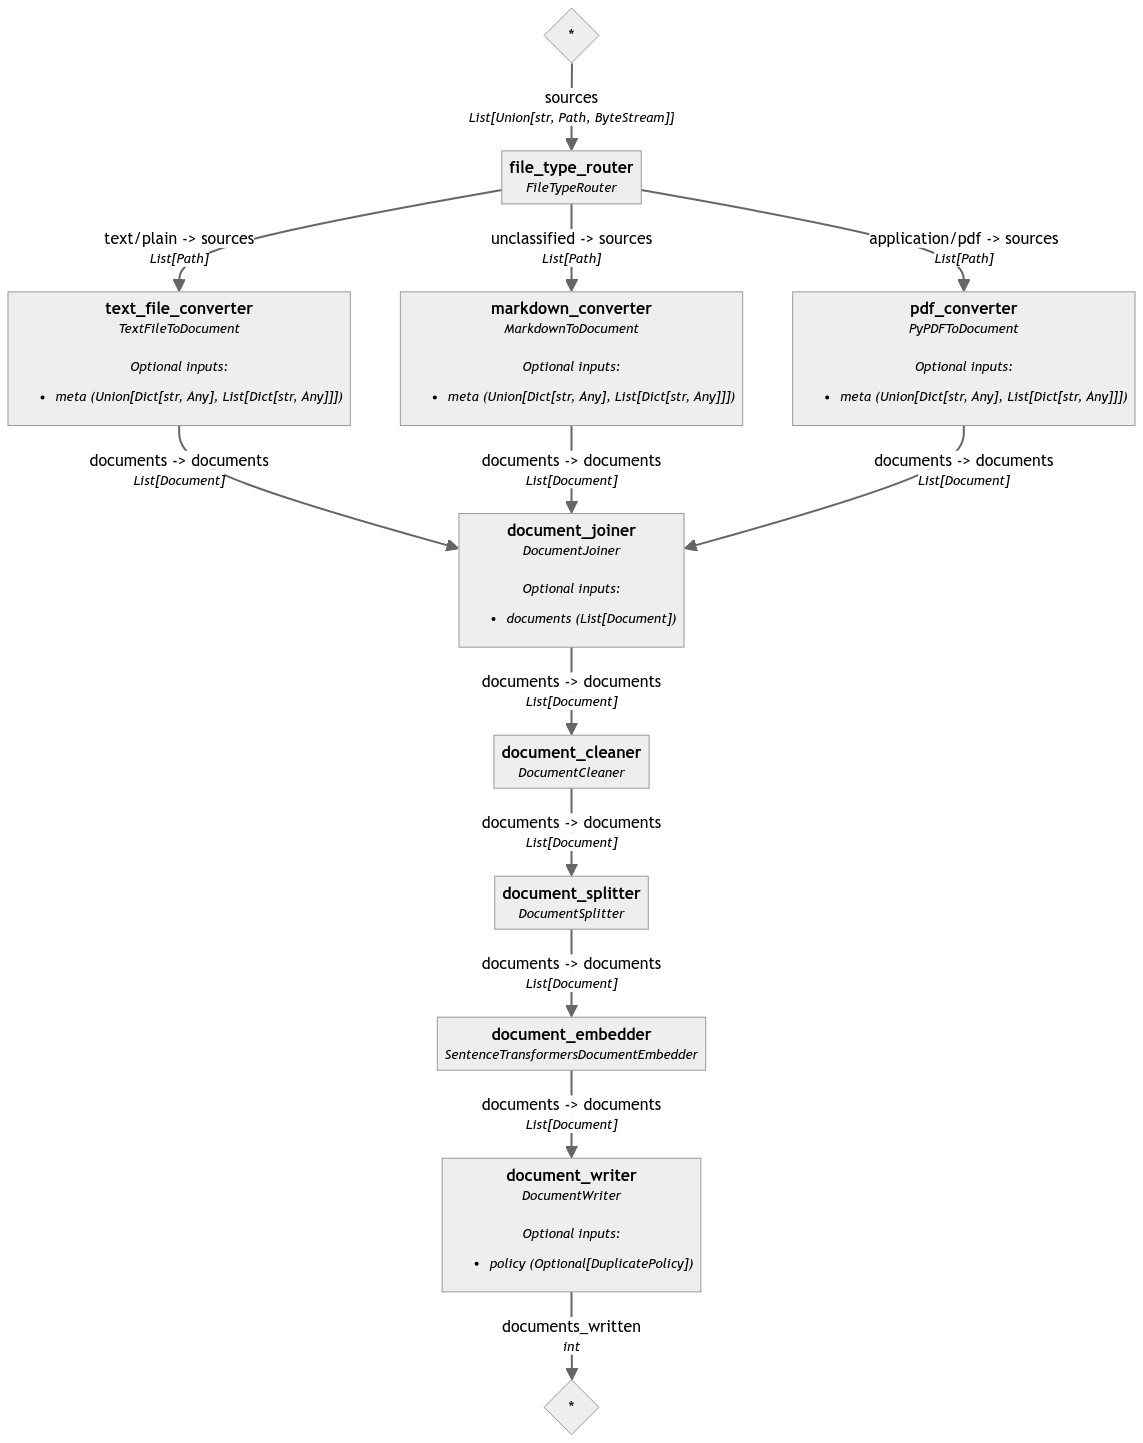 *
sources
List[Union[str, Path, ByteStream]]
file_type_router
FileTypeRouter
text/plain -> sources
List[Path]
unclassified -> sources
List[Path]
application/pdf -> sources
List[Path]
text_file_converter
TextFileToDocument
Optional inputs:
• meta (Union[Dict[str, Any], List[Dict[str, Any]]])
markdown_converter
MarkdownToDocument
Optional inputs:
• meta (Union[Dict[str, Any], List[Dict[str, Any]]])
pdf_converter
PyPDFToDocument
Optional inputs:
• meta (Union[Dict[str, Any], List[Dict[str, Any]]])
documents -> documents
List[Document]
documents -> documents
List[Document]
documents -> documents
List[Document]
document_joiner
DocumentJoiner
Optional inputs:
• documents (List[Document])
documents -> documents
List[Document]
document_cleaner
DocumentCleaner
documents -> documents
List[Document]
document_splitter
DocumentSplitter
documents -> documents
List[Document]
document_embedder
SentenceTransformersDocumentEmbedder
documents -> documents
List[Document]
document_writer
DocumentWriter
Optional inputs:
• policy (Optional[DuplicatePolicy])
documents_written
int
*